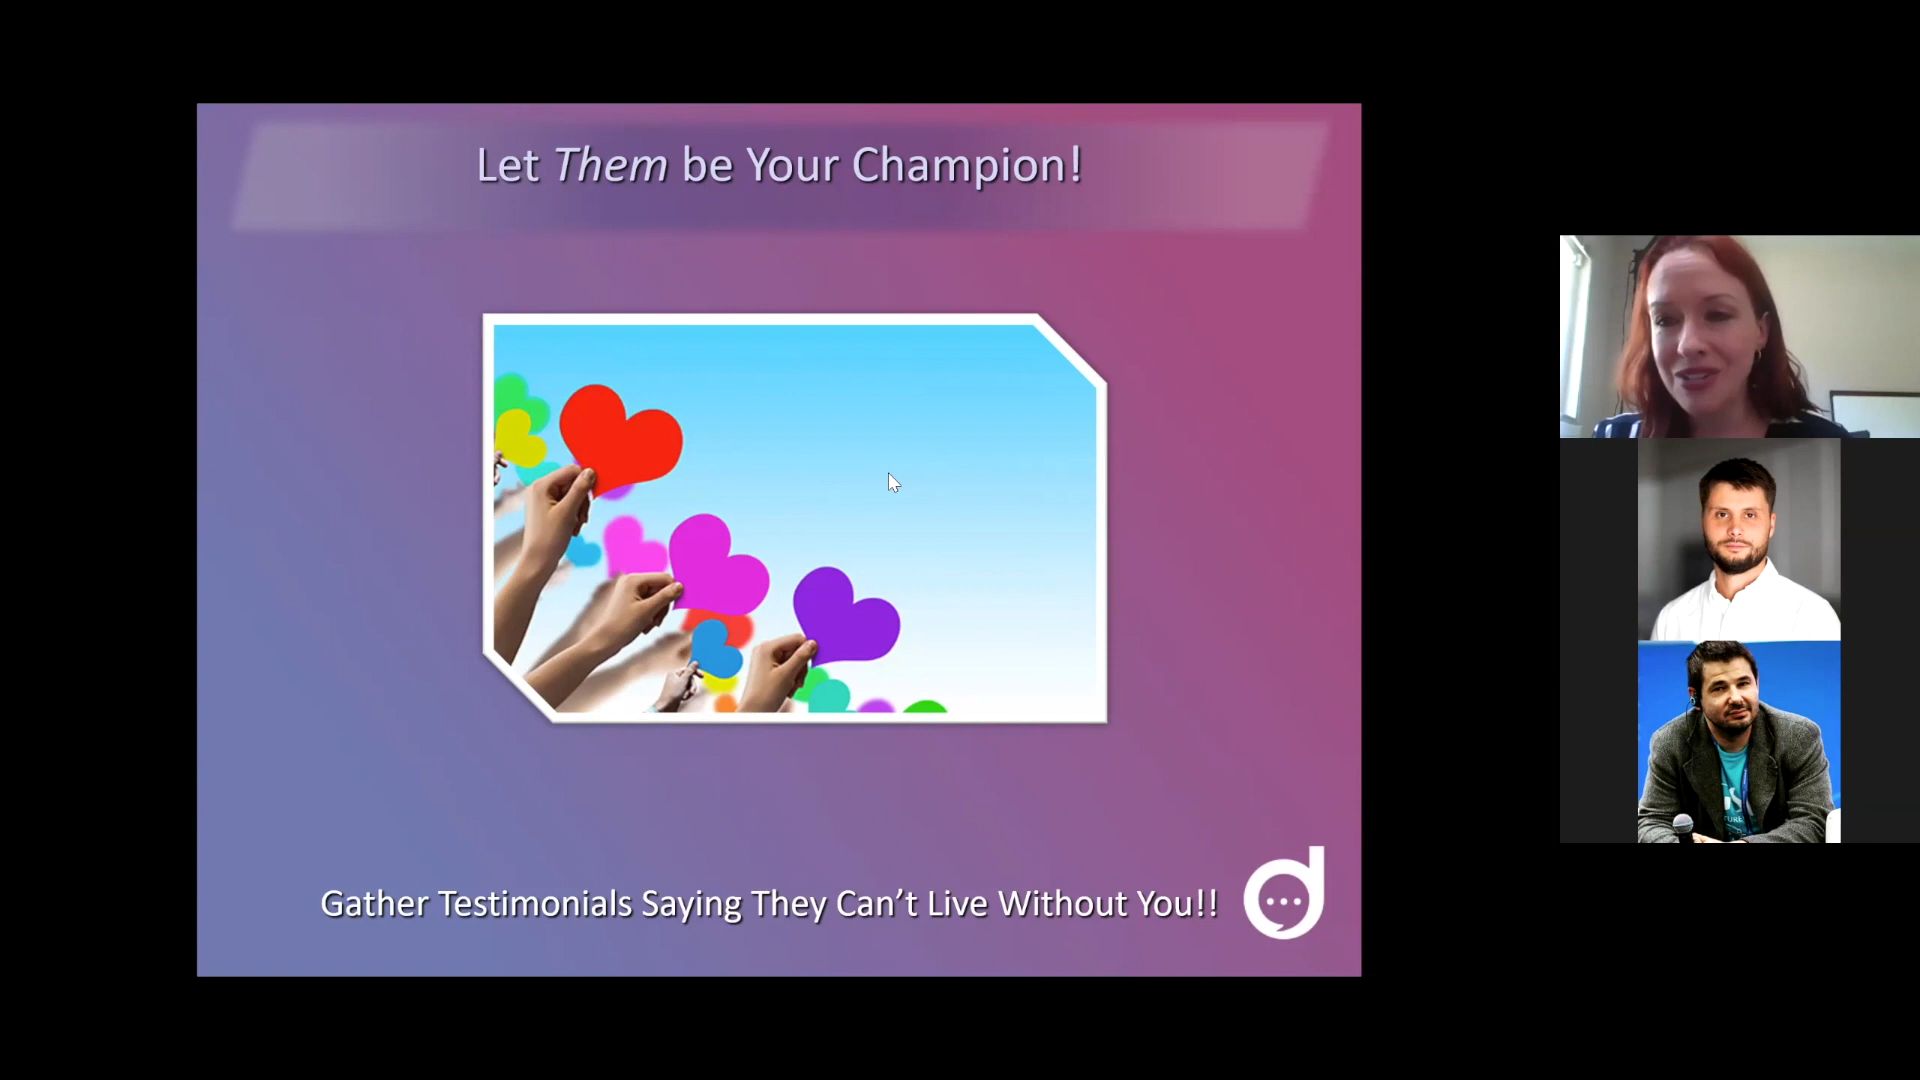 Let Them be Your Champion!
Gather Testimonials Saying They Can’t Live Without You!!